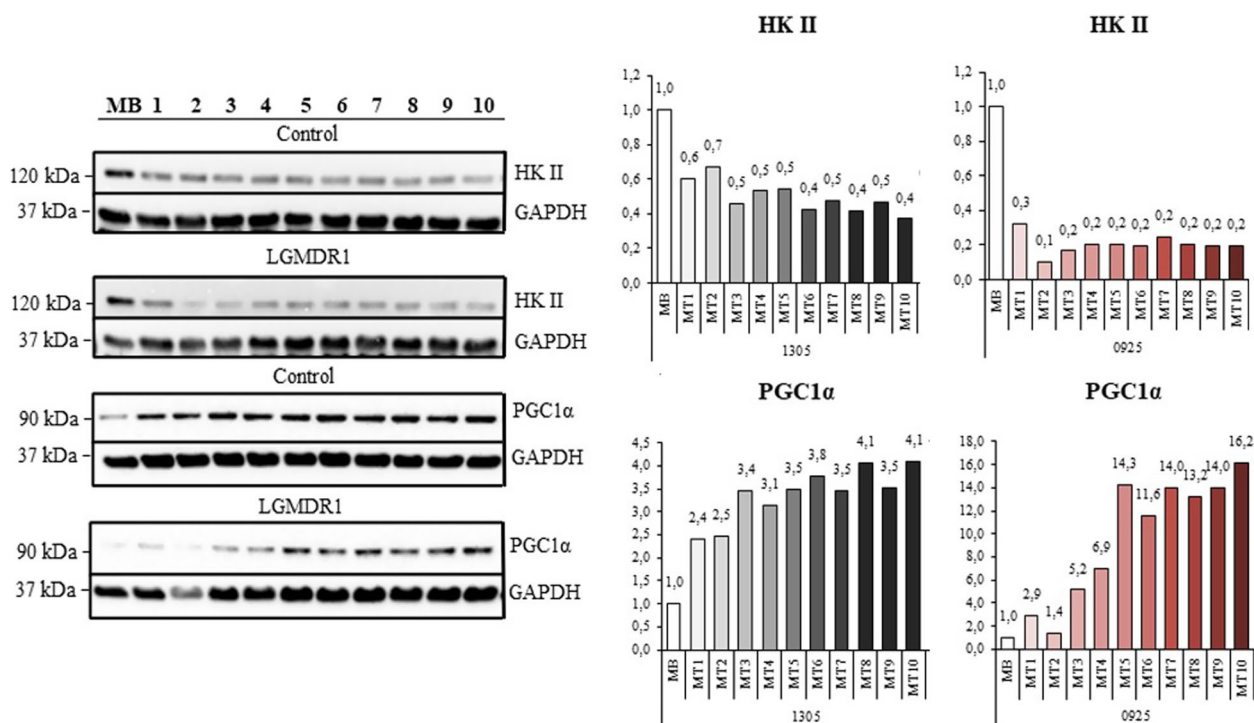 MB 1 2 3 4 5 6 7 8 9 10
Control
120 kDa
HK II
37 kDa
GAPDH
LGMDR1
120 kDa
HK II
37 kDa
GAPDH
Control
90 kDa
PGC1α
37 kDa
GAPDH
LGMDR1
90 kDa
PGC1α
37 kDa
GAPDH
HK II
1,2
1,0
0,8
0,6
0,4
0,2
0,0
1,0 0,6 0,7 0,5 0,5 0,5 0,4 0,5 0,4 0,5 0,4
MB MT1 MT2 MT3 MT4 MT5 MT6 MT7 MT8 MT9 MT10
1305
HK II
1,2
1,0
0,8
0,6
0,4
0,2
0,0
1,0 0,3 0,1 0,2 0,2 0,2 0,2 0,2 0,2 0,2 0,2
MB MT1 MT2 MT3 MT4 MT5 MT6 MT7 MT8 MT9 MT10
0925
PGC1α
4,5
4,0
3,5
3,0
2,5
2,0
1,5
1,0
0,5
0,0
1,0 2,4 2,5 3,4 3,1 3,5 3,8 3,5 4,1 3,5 4,1
MB MT1 MT2 MT3 MT4 MT5 MT6 MT7 MT8 MT9 MT10
1305
PGC1α
18,0
16,0
14,0
12,0
10,0
8,0
6,0
4,0
2,0
0,0
1,0 2,9 1,4 5,2 6,9 14,3 11,6 14,0 13,2 14,0 16,2
MB MT1 MT2 MT3 MT4 MT5 MT6 MT7 MT8 MT9 MT10
0925